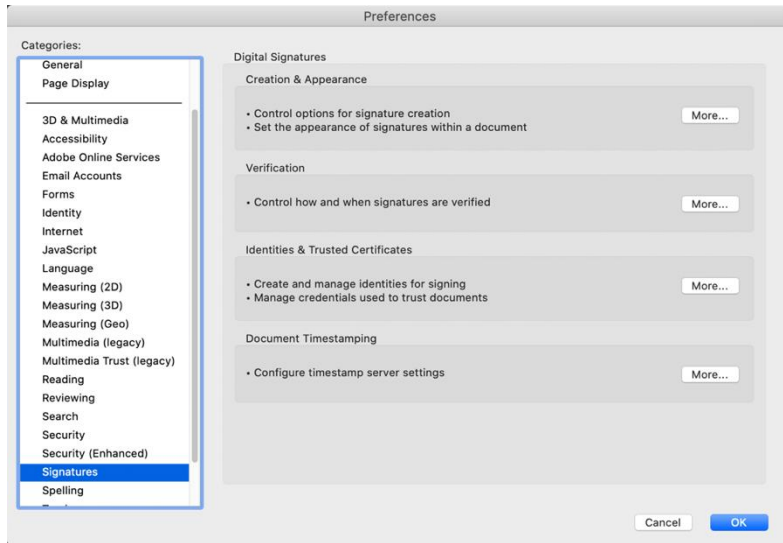 Preferences
Categories:
General
Page Display
3D & Multimedia
Accessibility
Adobe Online Services
Email Accounts
Forms
Identity
Internet
JavaScript
Language
Measuring (2D)
Measuring (3D)
Measuring (Geo)
Multimedia (legacy)
Multimedia Trust (legacy)
Reading
Reviewing
Search
Security
Security (Enhanced)
Signatures
Spelling
Digital Signatures
Creation & Appearance
• Control options for signature creation
• Set the appearance of signatures within a document
More...
Verification
• Control how and when signatures are verified
More...
Identities & Trusted Certificates
• Create and manage identities for signing
• Manage credentials used to trust documents
More...
Document Timestamping
• Configure timestamp server settings
More...
Cancel
OK